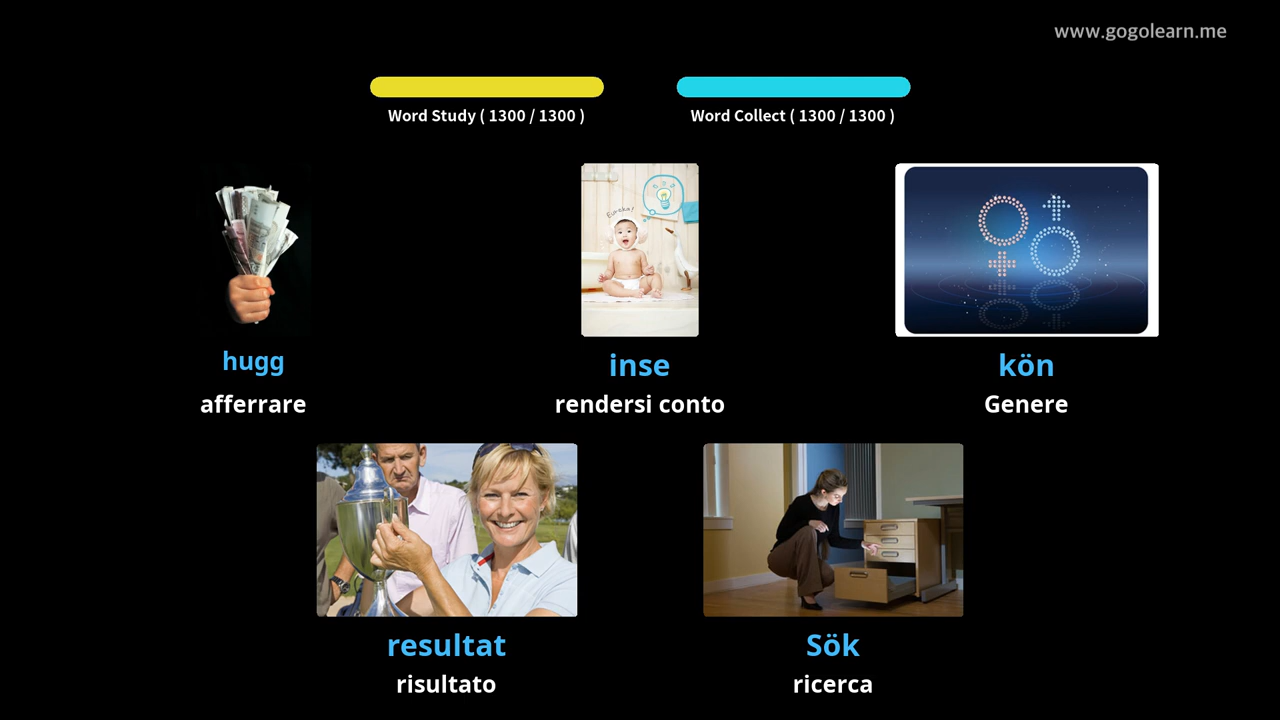 www.gogolearn.me
Word Study ( 1300 / 1300 )
Word Collect ( 1300 / 1300 )
Eureka!
hugg
inse
kön
afferrare
rendersi conto
Genere
resultat
Sök
risultato
ricerca